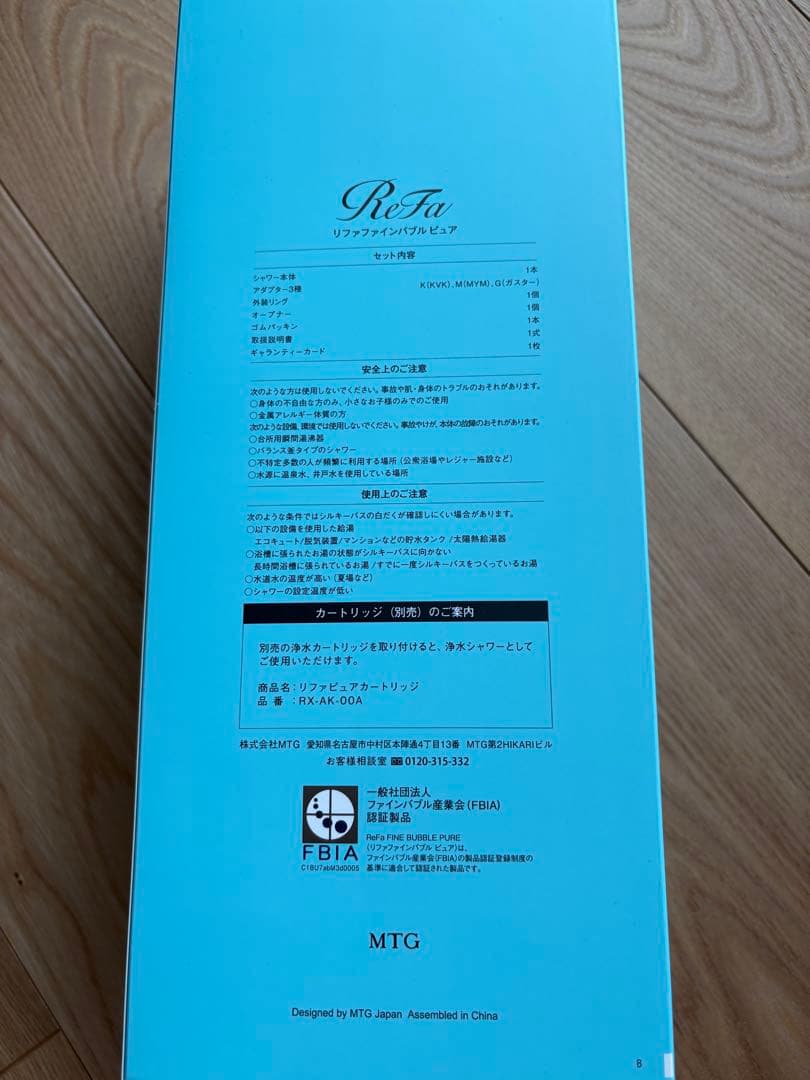 ReFa
リファファインバブル ピュア
セット内容
シャワー本体 1本
アダプター3種 K(KVK)、M(MYM)、G(ガスター)
外装リング 1個
オープナー 1個
ゴムパッキン 1本
取扱説明書 1式
ギャランティーカード 1枚
安全上のご注意
次のような方は使用しないでください。事故や肌・身体のトラブルのおそれがあります。
○身体の不自由な方のみ、小さなお子様のみでのご使用
○金属アレルギー体質の方
次のような設備、環境では使用しないでください。事故やけが、本体の故障のおそれがあります。
○台所用瞬間湯沸器
○バランス釜タイプのシャワー
○不特定多数の人が頻繁に利用する場所（公衆浴場やレジャー施設など）
○水源に温泉水、井戸水を使用している場所
使用上のご注意
次のような条件ではシルキーバスの白だくが確認しにくい場合があります。
○以下の設備を使用した給湯
エコキュート/脱気装置/マンションなどの貯水タンク/太陽熱給湯器
○浴槽に張られたお湯の状態がシルキーバスに向かない
長時間浴槽に張られているお湯/すでに一度シルキーバスをつくっているお湯
○水道水の温度が高い（夏場など）
○シャワーの設定温度が低い
カートリッジ（別売）のご案内
別売の浄水カートリッジを取り付けると、浄水シャワーとして
ご使用いただけます。
商品名：リファピュアカートリッジ
品 番 ：RX-AK-00A
株式会社MTG 愛知県名古屋市中村区本陣通4丁目13番 MTG第2HIKARIビル
お客様相談室 0120-315-332
一般社団法人
ファインバブル産業会(FBIA)
認証製品
ReFa FINE BUBBLE PURE
（リファファインバブル ピュア）は、
ファインバブル産業会(FBIA)の製品認証登録制度の
基準に適合して認証された製品です。
FBIA
C1BU7abM3d0005
MTG
Designed by MTG Japan Assembled in China
B